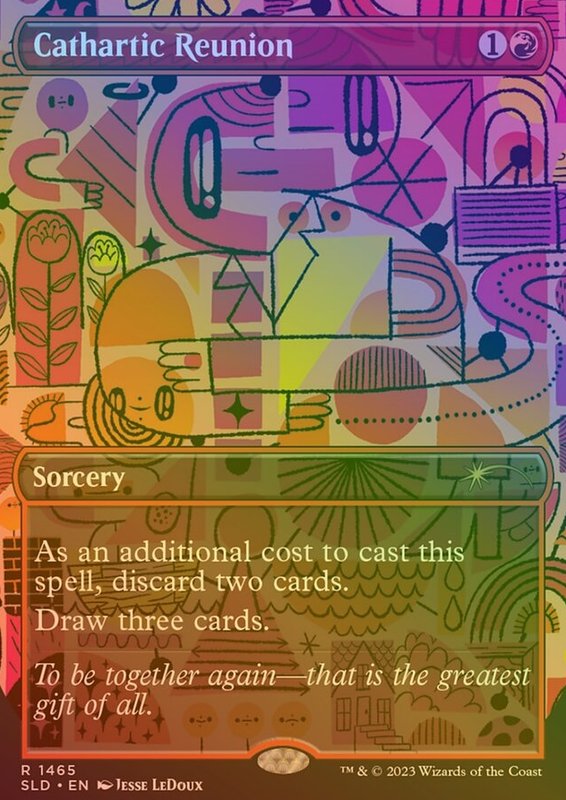 Cathartic Reunion 1
Sorcery
As an additional cost to cast this
spell, discard two cards.
Draw three cards.
To be together again—that is the greatest
gift of all.
R 1465
SLD • EN Jesse LeDoux
™ & © 2023 Wizards of the Coast